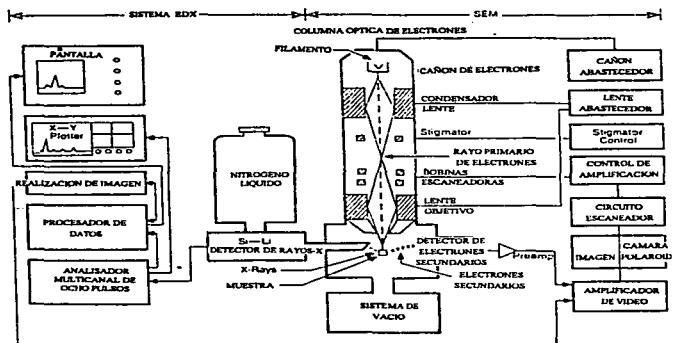 SISTEMA EDX
SEM
COLUMNA OPTICA DE ELECTRONES
FILAMENTO
PANTALLA
CAÑON DE ELECTRONES
CAÑON
ABASTECEDOR
CONDENSADOR
LENTE
LENTE
ABASTECEDOR
X-Y
Plotter
Stigmator
Stigmator
Control
NITROGENO
LIQUIDO
RAYO PRIMARIO
DE ELECTRONES
BOBINAS
ESCANEADORAS
CONTROL DE
AMPLIFICACION
REALIZACION DE IMAGEN
LENTE
OBJETIVO
CIRCUITO
ESCANEADOR
PROCESADOR DE
DATOS
Si-Li
DETECTOR DE RAYOS-X
DETECTOR DE
ELECTRONES
SECUNDARIOS
Preamp
IMAGEN
CAMARA
POLAROID
ANALISADOR
MULTICANAL DE
OCHO PULSOS
X-Rays
MUESTRA
ELECTRONES
SECUNDARIOS
SISTEMA DE
VACIO
AMPLIFICADOR
DE VIDEO